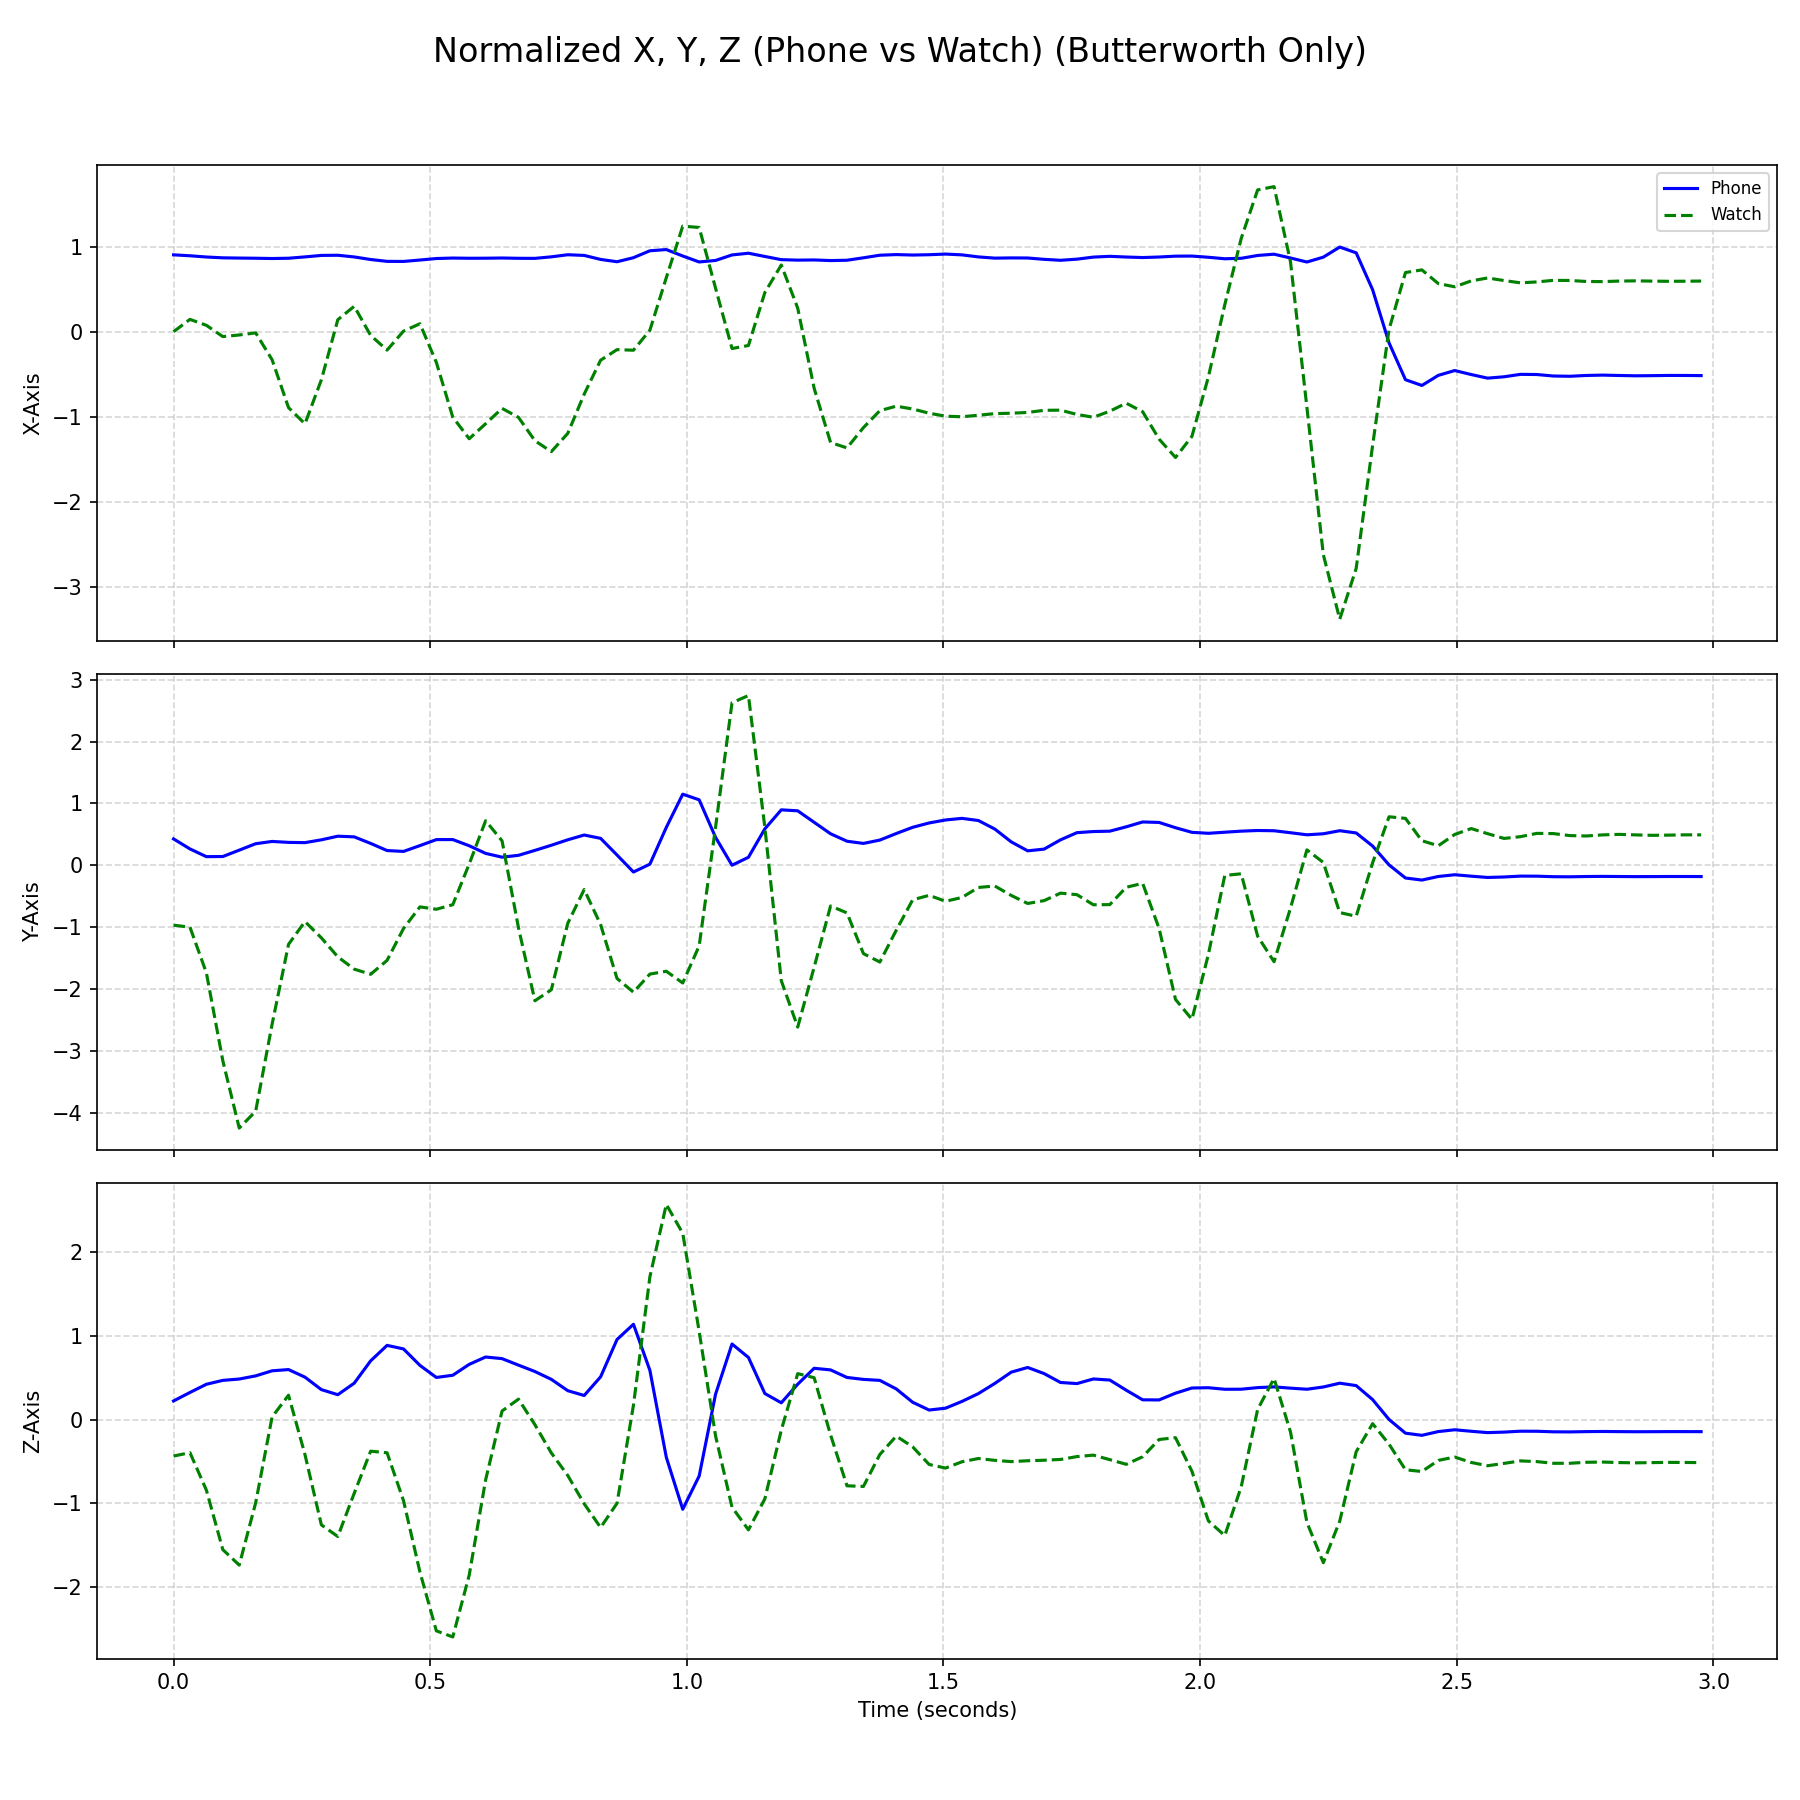 Normalized X, Y, Z (Phone vs Watch) (Butterworth Only)
Phone
Watch
1
0
−1
−2
−3
X-Axis
3
2
1
0
−1
−2
−3
−4
Y-Axis
2
1
0
−1
−2
Z-Axis
0.0 0.5 1.0 1.5 2.0 2.5 3.0
Time (seconds)